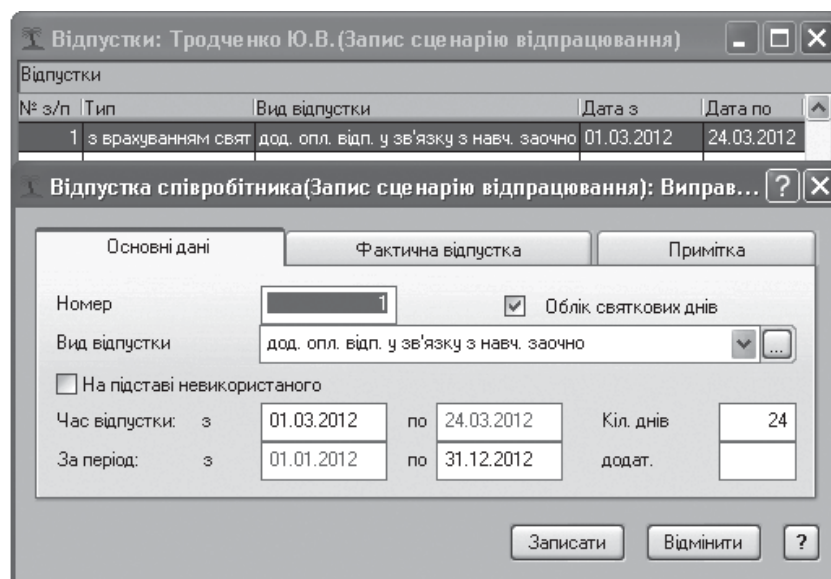 Відпустки: Тродченко Ю.В.(Запис сценарію відпрацювання)
Відпустки
№ з/п Тип Вид відпустки Дата з Дата по
1 з врахуванням свят дод. опл. відп. у зв'язку з навч. заочно 01.03.2012 24.03.2012
Відпустка співробітника(Запис сценарію відпрацювання): Виправ... ?
Основні дані Фактична відпустка Примітка
Номер 1 Облік святкових днів
Вид відпустки дод. опл. відп. у зв'язку з навч. заочно ...
На підставі невикористаного
Час відпустки: з 01.03.2012 по 24.03.2012 Кіл. днів 24
За період: з 01.01.2012 по 31.12.2012 додат.
Записати Відмінити ?